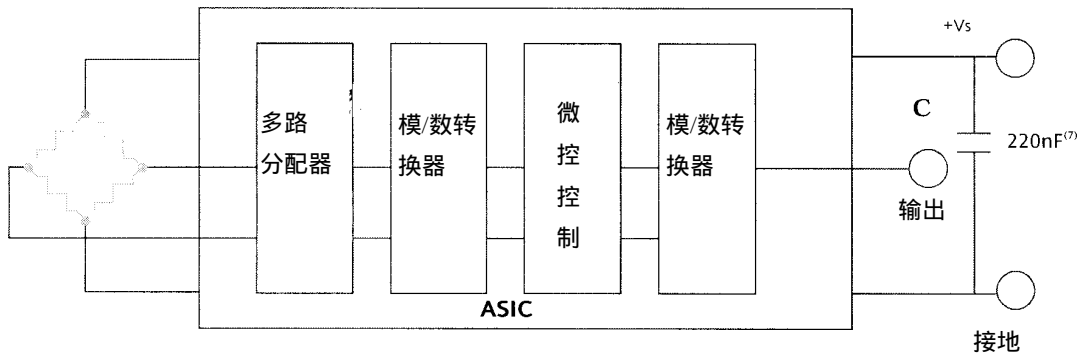 +Vs
多路
分配器
模/数转
换器
微
控
控
制
模/数转
换器
C
220nF(7)
输出
ASIC
接地